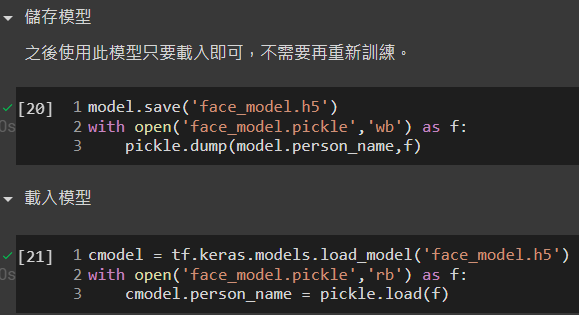 儲存模型
之後使用此模型只要載入即可，不需要再重新訓練。
[20] 1 model.save('face_model.h5')
0s 2 with open('face_model.pickle','wb') as f:
3     pickle.dump(model.person_name,f)
載入模型
[21] 1 cmodel = tf.keras.models.load_model('face_model.h5')
0s 2 with open('face_model.pickle','rb') as f:
3     cmodel.person_name = pickle.load(f)